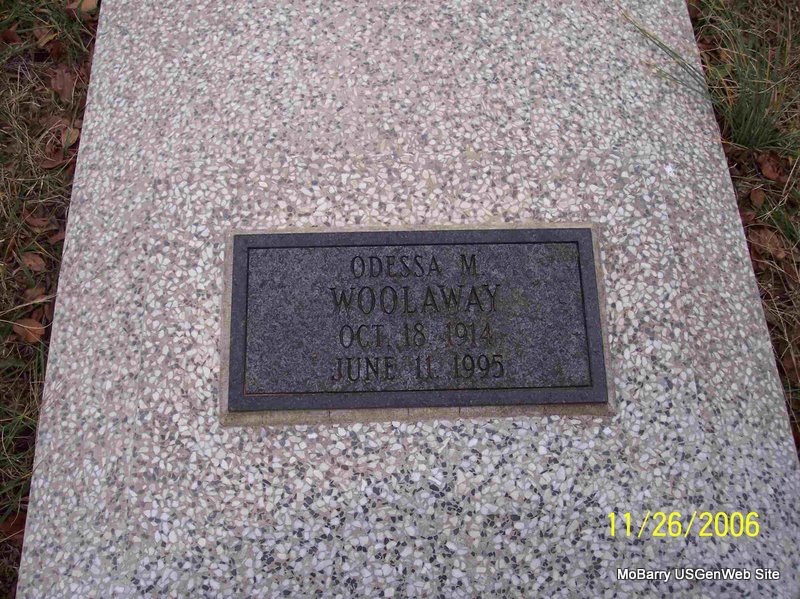 ODESSA M.
WOOLAWAY
OCT. 18 1914
JUNE 11 1995
11/26/2006
MoBarry USGenWeb Site